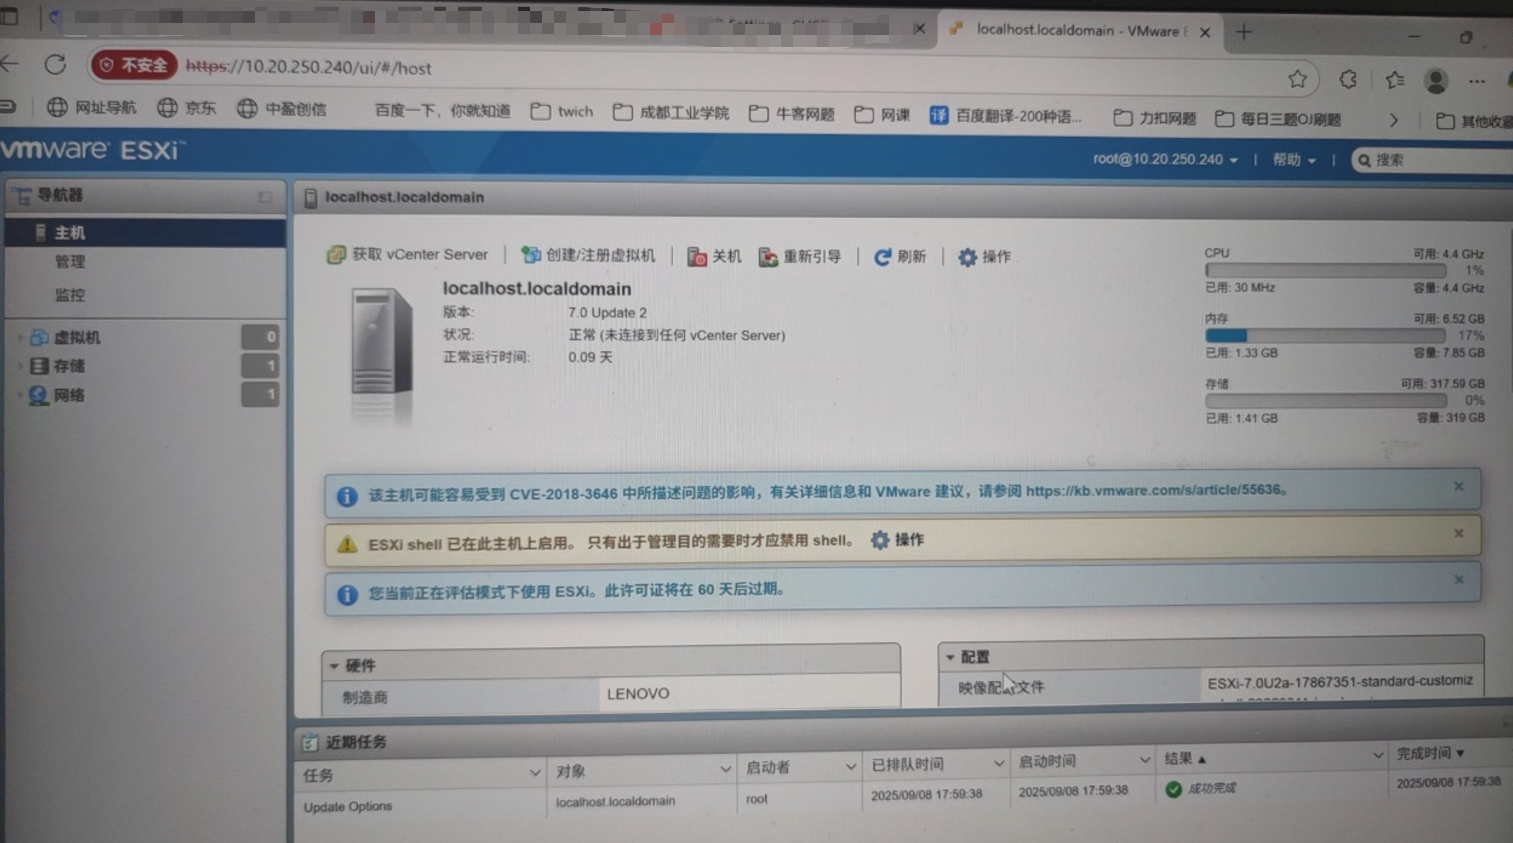 localhost.localdomain - VMware E
不安全 https://10.20.250.240/ui/#/host
网址导航 京东 中盈创信 百度一下，你就知道 twich 成都工业学院 牛客网题 网课 译 百度翻译-200种语... 力扣网题 每日三题OJ刷题 其他收藏
vmware ESXi™
root@10.20.250.240 | 帮助 | 搜索
导航器
主机
管理
监控
虚拟机 0
存储 1
网络 1
localhost.localdomain
获取 vCenter Server 创建/注册虚拟机 关机 重新引导 刷新 操作
localhost.localdomain
版本: 7.0 Update 2
状况: 正常 (未连接到任何 vCenter Server)
正常运行时间: 0.09 天
CPU 可用: 4.4 GHz
1%
已用: 30 MHz 容量: 4.4 GHz
内存 可用: 6.52 GB
17%
已用: 1.33 GB 容量: 7.85 GB
存储 可用: 317.59 GB
0%
已用: 1.41 GB 容量: 319 GB
该主机可能容易受到 CVE-2018-3646 中所描述问题的影响，有关详细信息和 VMware 建议，请参阅 https://kb.vmware.com/s/article/55636。
ESXi shell 已在此主机上启用。 只有出于管理目的需要时才应禁用 shell。 操作
您当前正在评估模式下使用 ESXi。此许可证将在 60 天后过期。
硬件
制造商 LENOVO
配置
映像配置文件 ESXi-7.0U2a-17867351-standard-customiz
近期任务
任务 对象 启动者 已排队时间 启动时间 结果▲ 完成时间▼
Update Options localhost.localdomain root 2025/09/08 17:59:38 2025/09/08 17:59:38 成功完成 2025/09/08 17:59:38